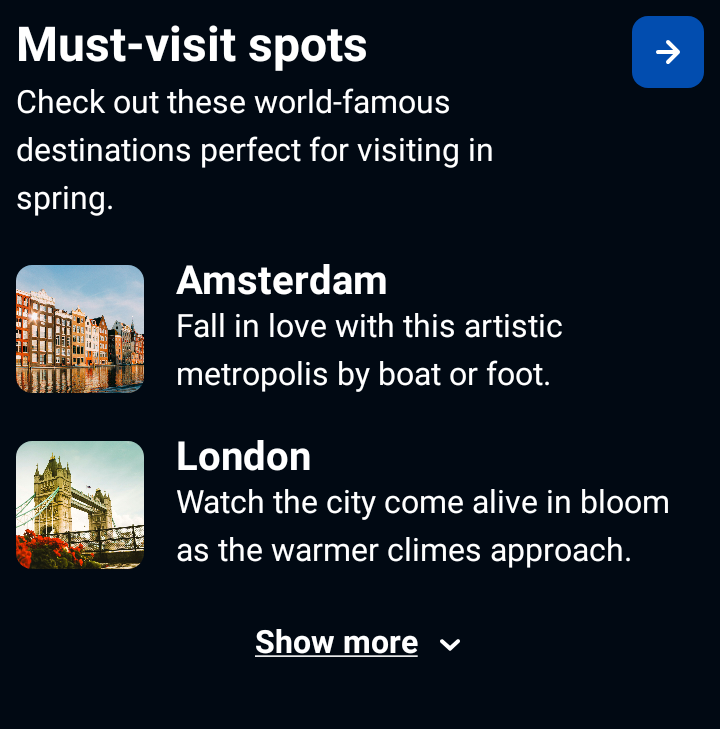 Must-visit spots
Check out these world-famous
destinations perfect for visiting in
spring.
Amsterdam
Fall in love with this artistic
metropolis by boat or foot.
London
Watch the city come alive in bloom
as the warmer climes approach.
Show more